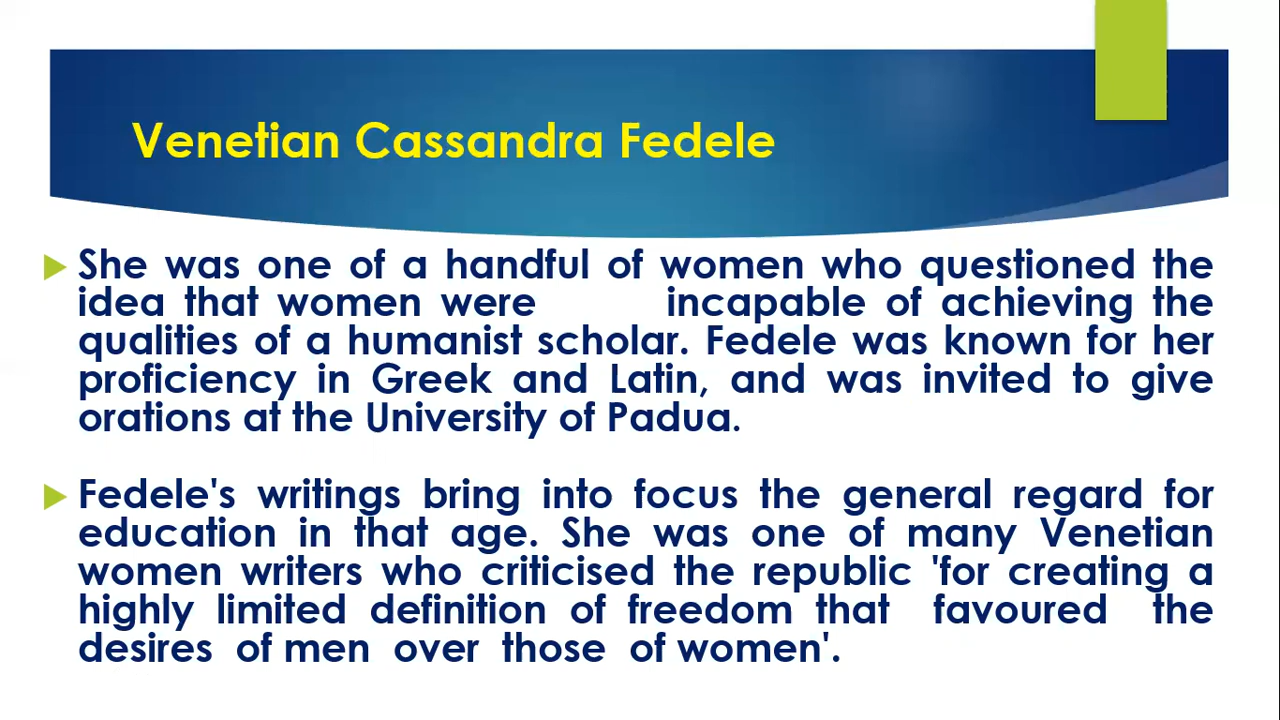 Venetian Cassandra Fedele
She was one of a handful of women who questioned the
idea that women were incapable of achieving the
qualities of a humanist scholar. Fedele was known for her
proficiency in Greek and Latin, and was invited to give
orations at the University of Padua.
Fedele's writings bring into focus the general regard for
education in that age. She was one of many Venetian
women writers who criticised the republic 'for creating a
highly limited definition of freedom that favoured the
desires of men over those of women'.